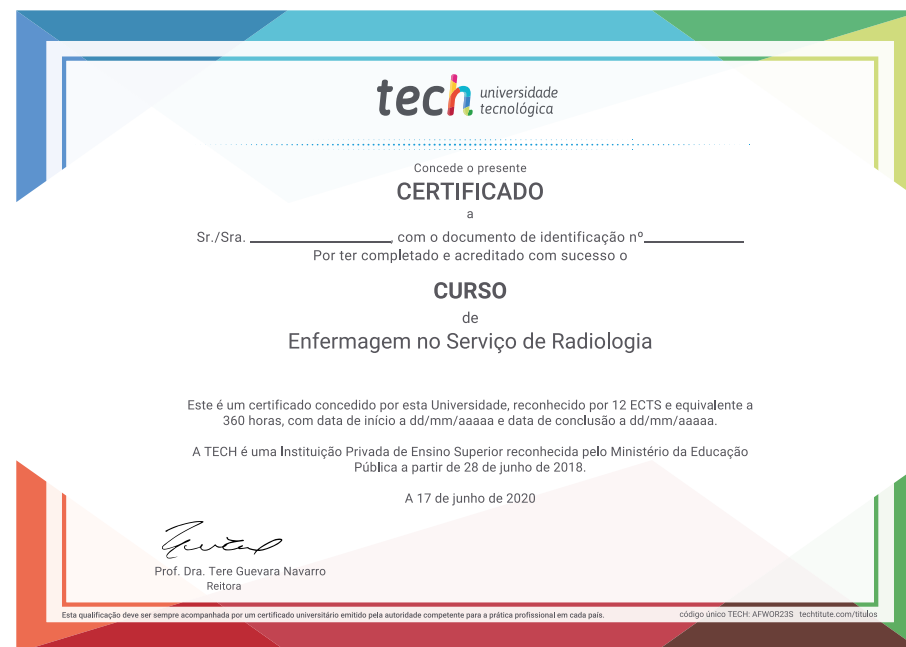 tech universidade
tecnológica
Concede o presente
CERTIFICADO
a
Sr./Sra. ____________, com o documento de identificação nº____________
Por ter completado e acreditado com sucesso o
CURSO
de
Enfermagem no Serviço de Radiologia
Este é um certificado concedido por esta Universidade, reconhecido por 12 ECTS e equivalente a
360 horas, com data de início a dd/mm/aaaaa e data de conclusão a dd/mm/aaaaa.
A TECH é uma Instituição Privada de Ensino Superior reconhecida pelo Ministério da Educação
Pública a partir de 28 de junho de 2018.
A 17 de junho de 2020
Prof. Dra. Tere Guevara Navarro
Reitora
Esta qualificação deve ser sempre acompanhada por um certificado universitário emitido pela autoridade competente para a prática profissional em cada país.
código único TECH: AFWOR23S techtitute.com/titulos